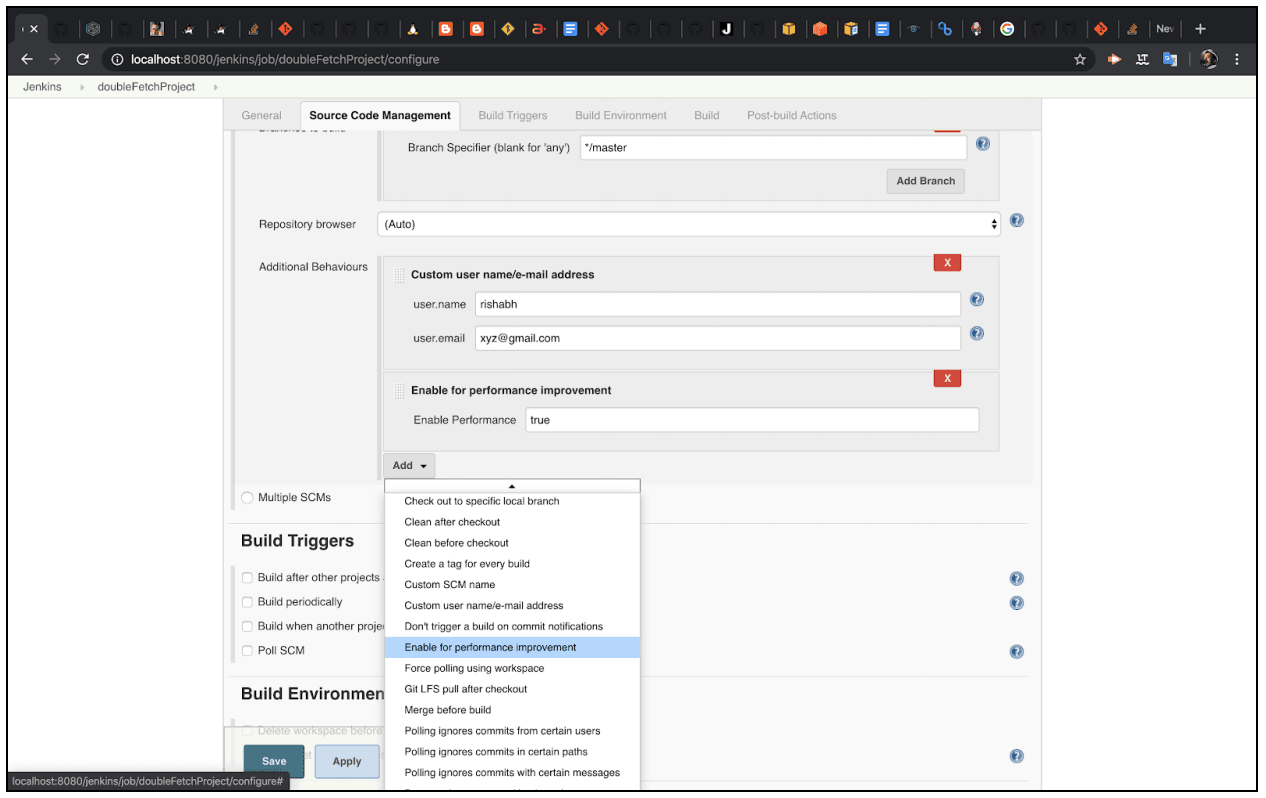 New
localhost:8080/jenkins/job/doubleFetchProject/configure
Jenkins doubleFetchProject
General Source Code Management Build Triggers Build Environment Build Post-build Actions
Branches to build
Branch Specifier (blank for 'any') */master
Add Branch
Repository browser (Auto)
Additional Behaviours
X
Custom user name/e-mail address
user.name rishabh
user.email xyz@gmail.com
X
Enable for performance improvement
Enable Performance true
Add
Multiple SCMs
Check out to specific local branch
Clean after checkout
Clean before checkout
Create a tag for every build
Custom SCM name
Custom user name/e-mail address
Don't trigger a build on commit notifications
Enable for performance improvement
Force polling using workspace
Git LFS pull after checkout
Merge before build
Polling ignores commits from certain users
Polling ignores commits in certain paths
Polling ignores commits with certain messages
Build Triggers
Build after other projects
Build periodically
Build when another proje
Poll SCM
Build Environmen
Delete workspace before
Save Apply
localhost:8080/jenkins/job/doubleFetchProject/configure#